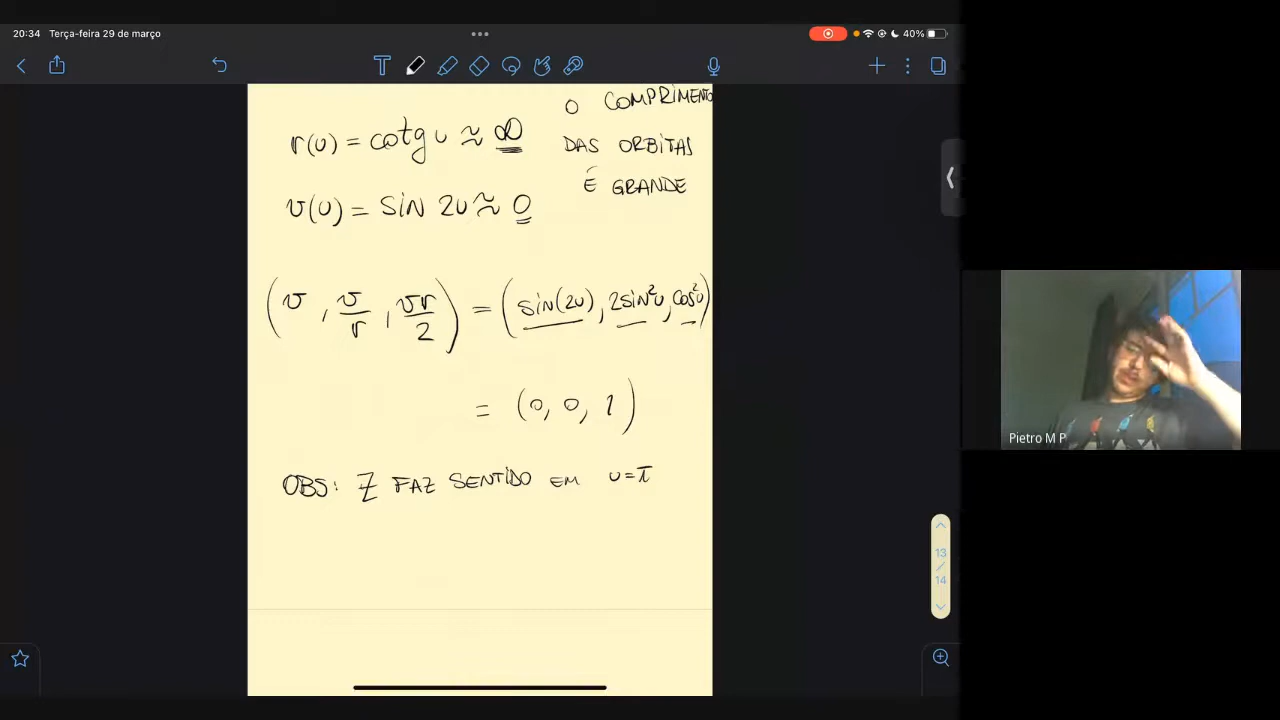 20:34 Terça-feira 29 de março
40%
O COMPRIMENTO
r(u) = cotg u ≈ ∞
DAS ORBITAS
É GRANDE
v(u) = sin 2u ≈ 0
(v, v/r, vr/2) = (sin(2u), 2sin²u, cos²u)
= (0, 0, 1)
OBS: Z FAZ SENTIDO EM u=π
Pietro M P
13
/
14